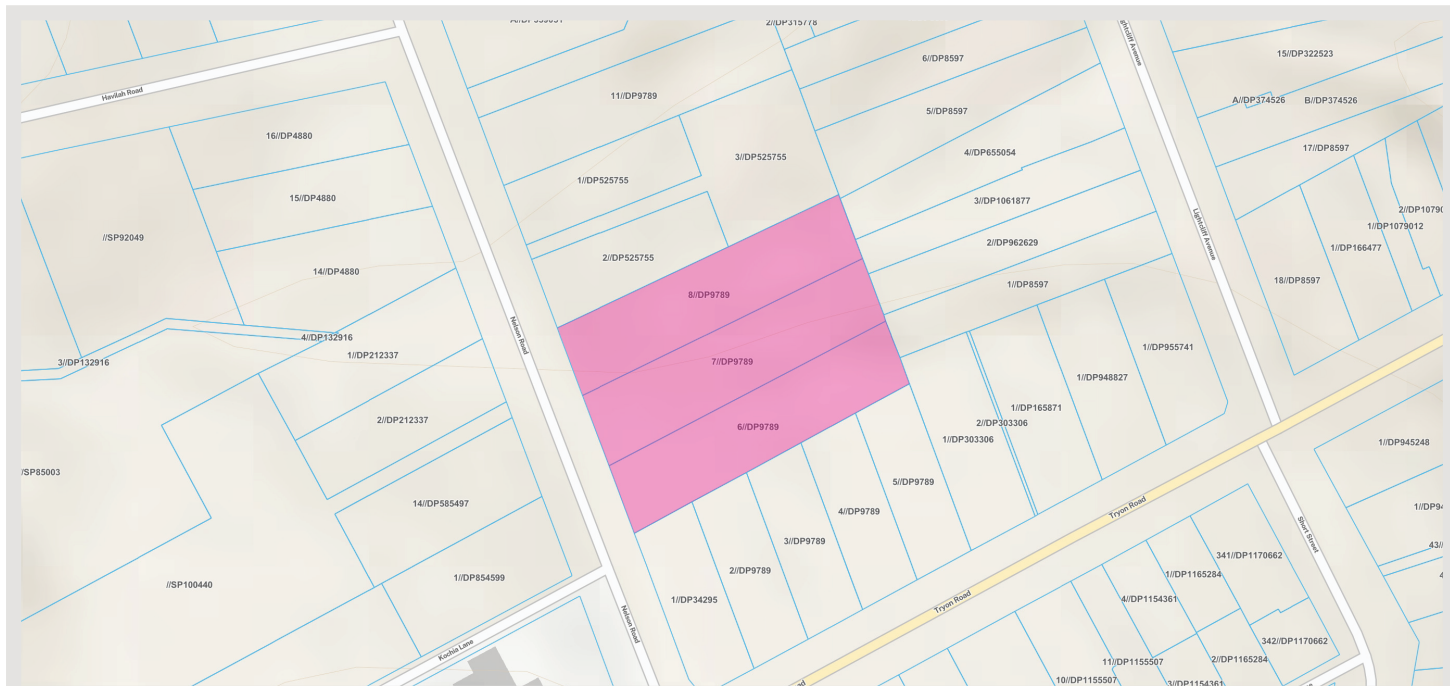 2//DP315778
6//DP8597
15//DP322523
Havilah Road
11//DP9789
A//DP374526
B//DP374526
5//DP8597
16//DP4880
17//DP8597
4//DP655054
3//DP525755
1//DP525755
15//DP4880
3//DP1061877
//SP92049
Lightcliff Avenue
1//DP1079012
2//DP962629
1//DP166477
2//DP525755
14//DP4880
18//DP8597
1//DP8597
8//DP9789
Nelson Road
4//DP132916
1//DP212337
1//DP955741
3//DP132916
7//DP9789
1//DP948827
1//DP165871
2//DP212337
2//DP303306
6//DP9789
1//DP303306
1//DP945248
/SP85003
5//DP9789
14//DP585497
4//DP9789
Tryon Road
Short Street
3//DP9789
341//DP1170662
2//DP9789
1//DP1165284
//SP100440
1//DP854599
4//DP1154361
1//DP34295
Tryon Road
Nelson Road
342//DP1170662
Kochia Lane
11//DP1155507
2//DP1165284
10//DP1155507
3//DP1154361